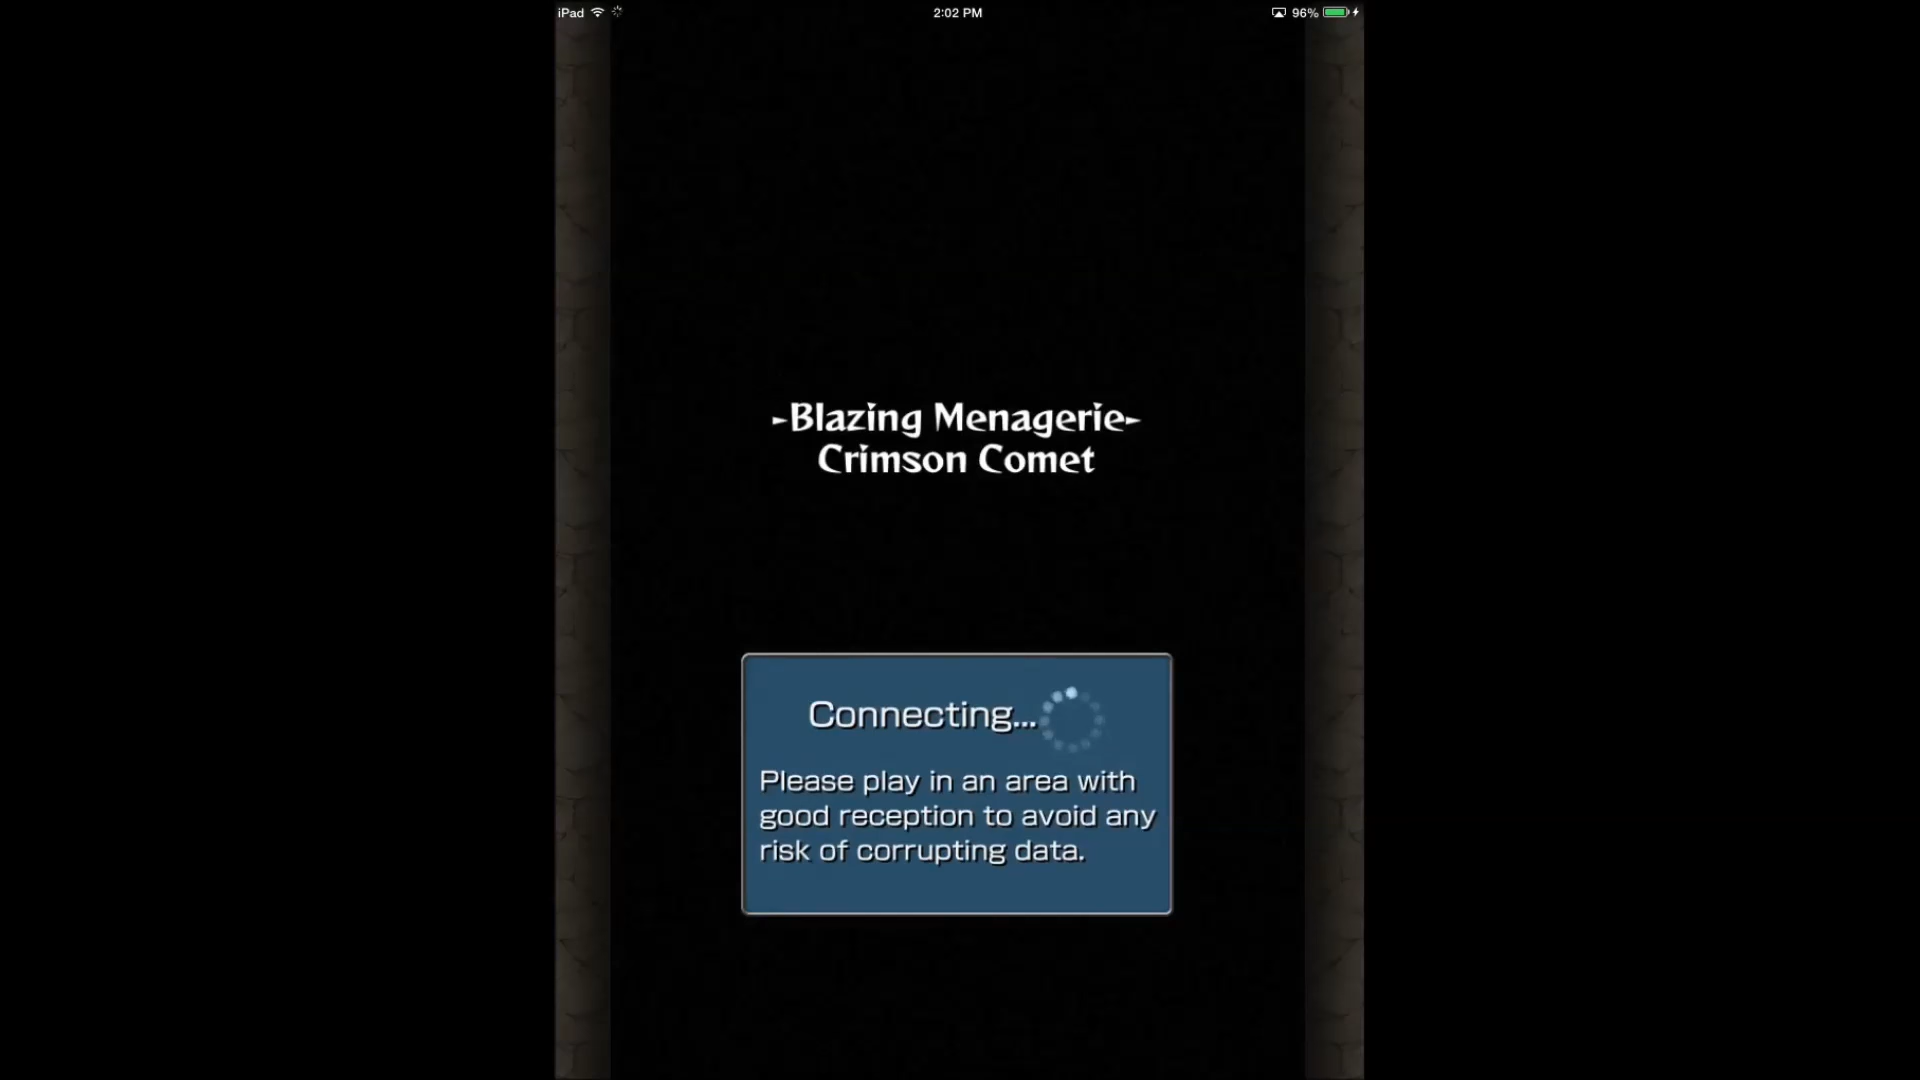 iPad 2:02 PM 96%
-Blazing Menagerie-
Crimson Comet
Connecting...
Please play in an area with
good reception to avoid any
risk of corrupting data.